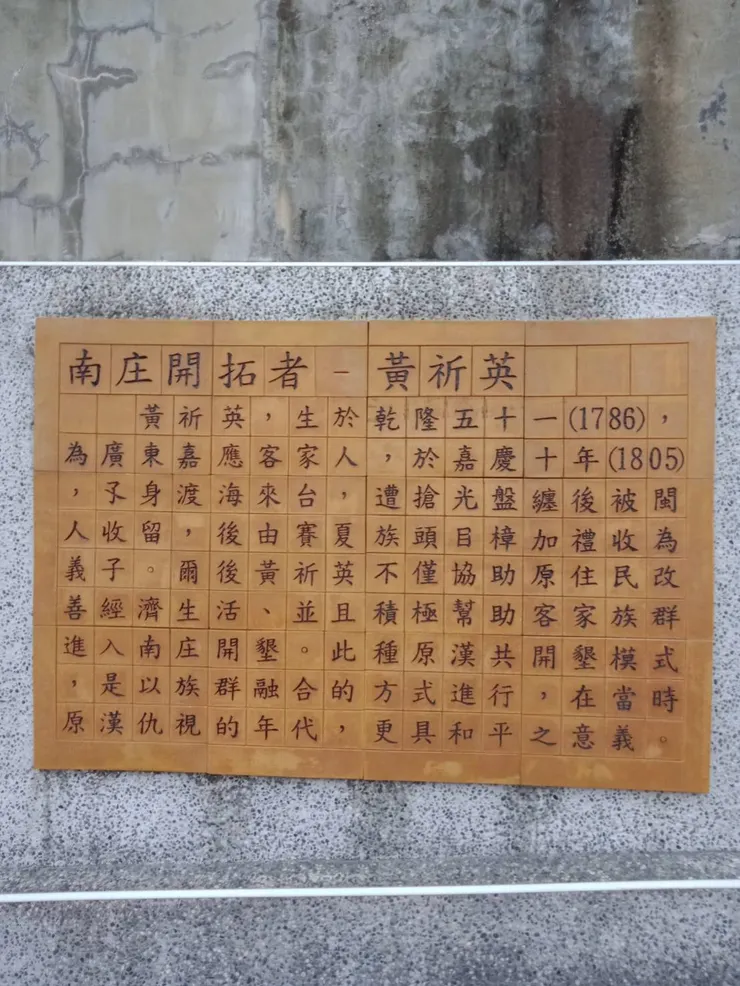 南庄開拓者－黃祈英
黃祈英，生於乾隆五十一(1786)，
為廣東嘉應客家人，於嘉慶十年(1805)
，孓身渡海來台，遭搶光盤纏後被閩
人收留，後由賽夏族頭目樟加禮收為
義子。爾後黃祈英不僅協助原住民改
善經濟生活、並且積極幫助客家族群
進入南庄開墾。此種原漢共開墾模式
，是以族群融合的方式進行，在當時
原漢仇視的年代，更具和平之意義。